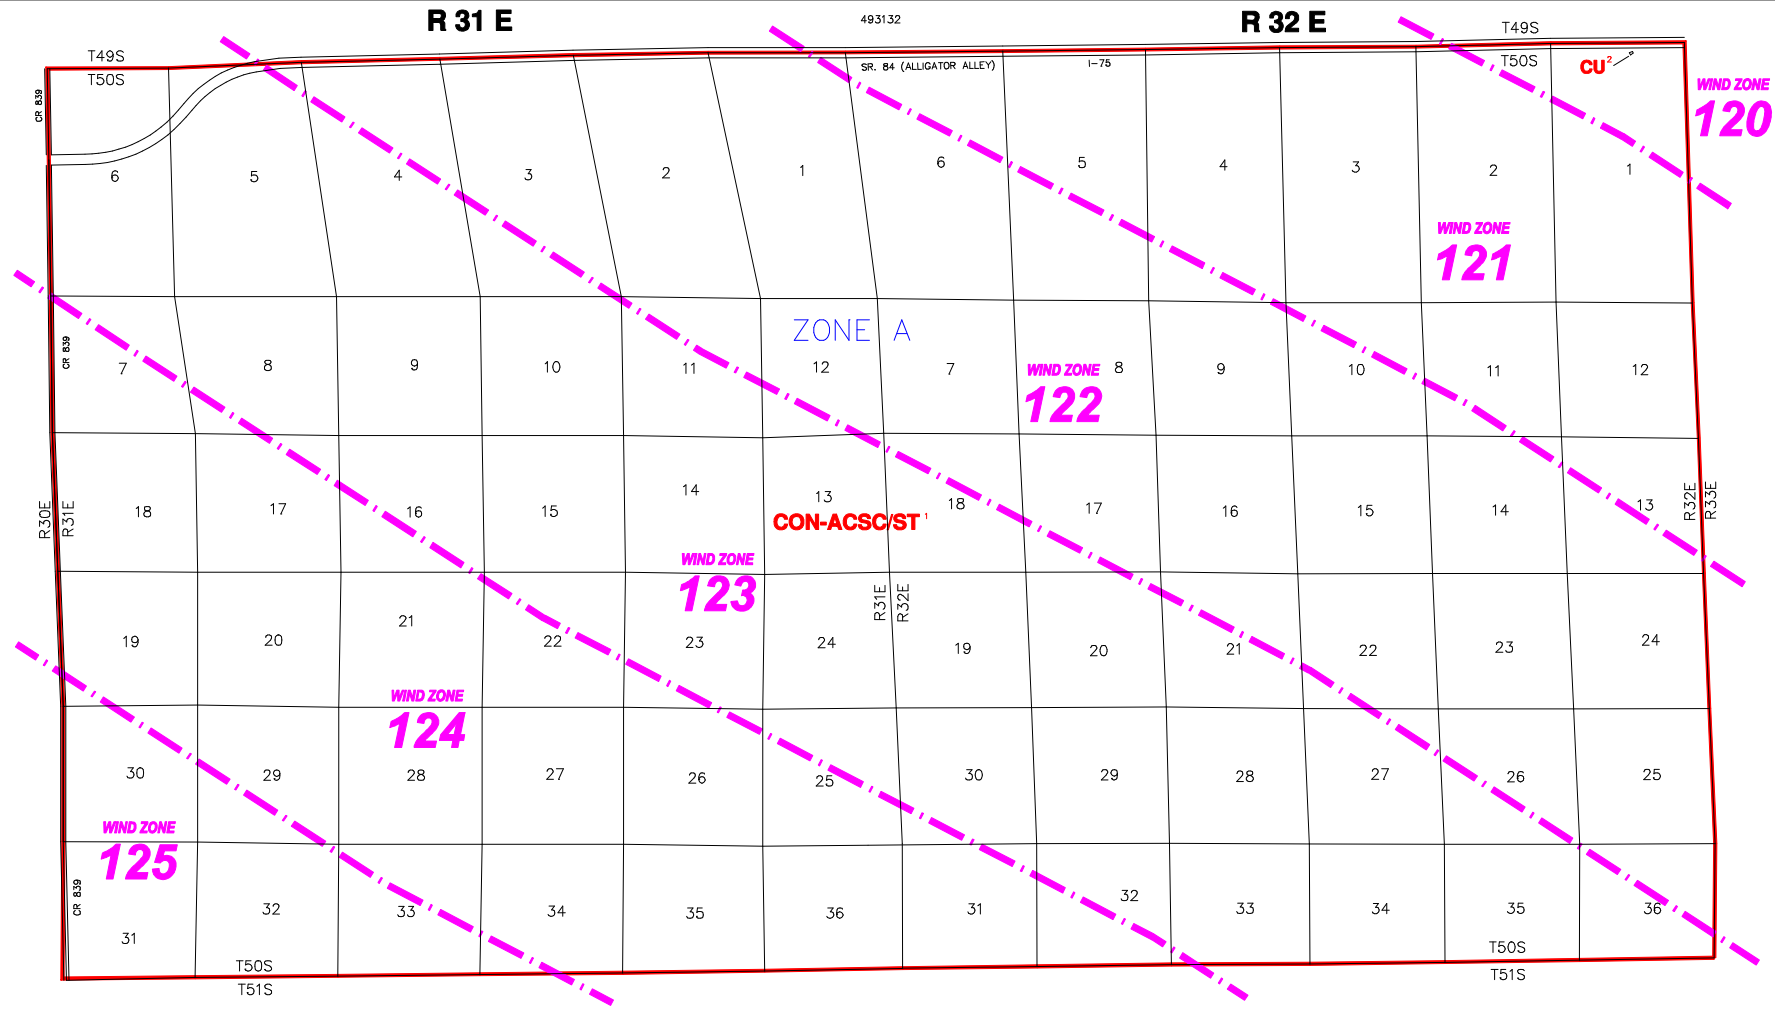 R 31 E
493132
R 32 E
T49S
T49S
T50S
SR. 84 (ALLIGATOR ALLEY)
I-75
T50S
CU²
CR 839
WIND ZONE
120
6
5
4
3
2
1
6
5
4
3
2
1
WIND ZONE
121
ZONE A
CR 839
7
8
9
10
11
12
7
WIND ZONE
122
8
9
10
11
12
R30E
R31E
18
17
16
15
14
13
18
17
16
15
14
13
R32E
R33E
CON-ACSC/ST ¹
WIND ZONE
123
R31E
R32E
19
20
21
22
23
24
19
20
21
22
23
24
WIND ZONE
124
30
29
28
27
26
25
30
29
28
27
26
25
WIND ZONE
125
CR 839
31
32
33
34
35
36
31
32
33
34
35
36
T50S
T50S
T51S
T51S